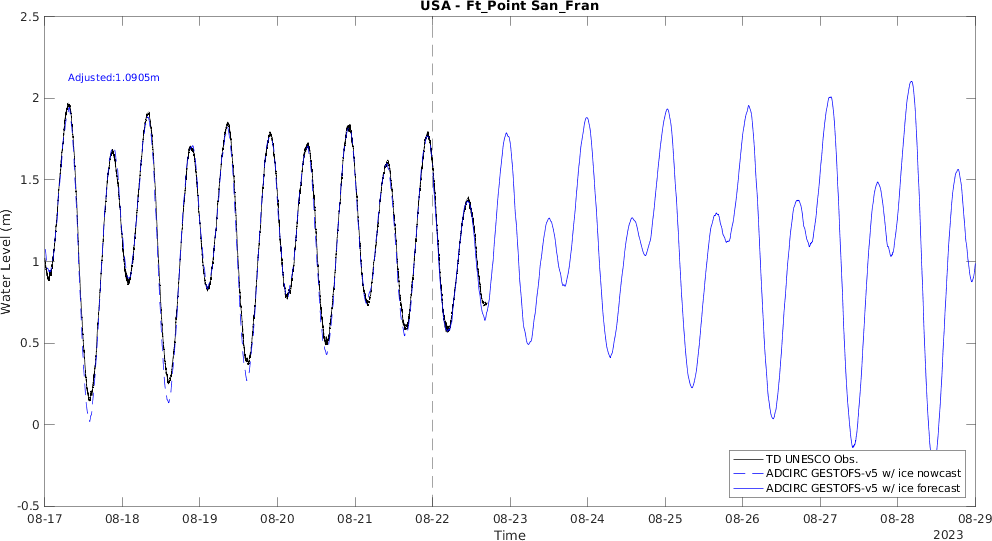 USA - Ft_Point San_Fran
2.5
Adjusted:1.0905m
2
1.5
1
0.5
0
-0.5
Water Level (m)
TD UNESCO Obs.
ADCIRC GESTOFS-v5 w/ ice nowcast
ADCIRC GESTOFS-v5 w/ ice forecast
08-17 08-18 08-19 08-20 08-21 08-22 08-23 08-24 08-25 08-26 08-27 08-28 08-29
Time
2023